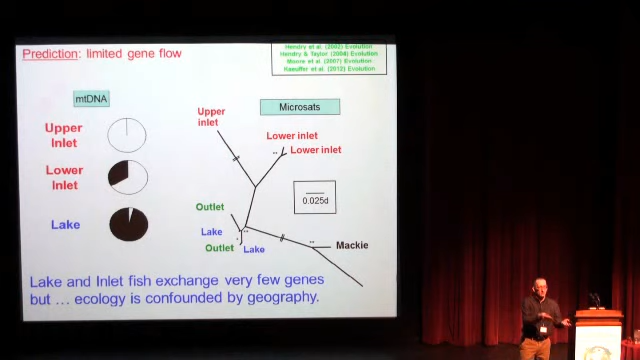 Prediction: limited gene flow
Hendry et al. (2002) Evolution
Hendry & Taylor (2004) Evolution
Moore et al. (2007) Evolution
Kaeuffer et al. (2012) Evolution
mtDNA
Microsats
Upper
Inlet
Lower
Inlet
Lake
Upper
inlet
Lower inlet
Lower inlet
0.025d
Outlet
Lake
Outlet
Lake
Mackie
Lake and Inlet fish exchange very few genes
but … ecology is confounded by geography.